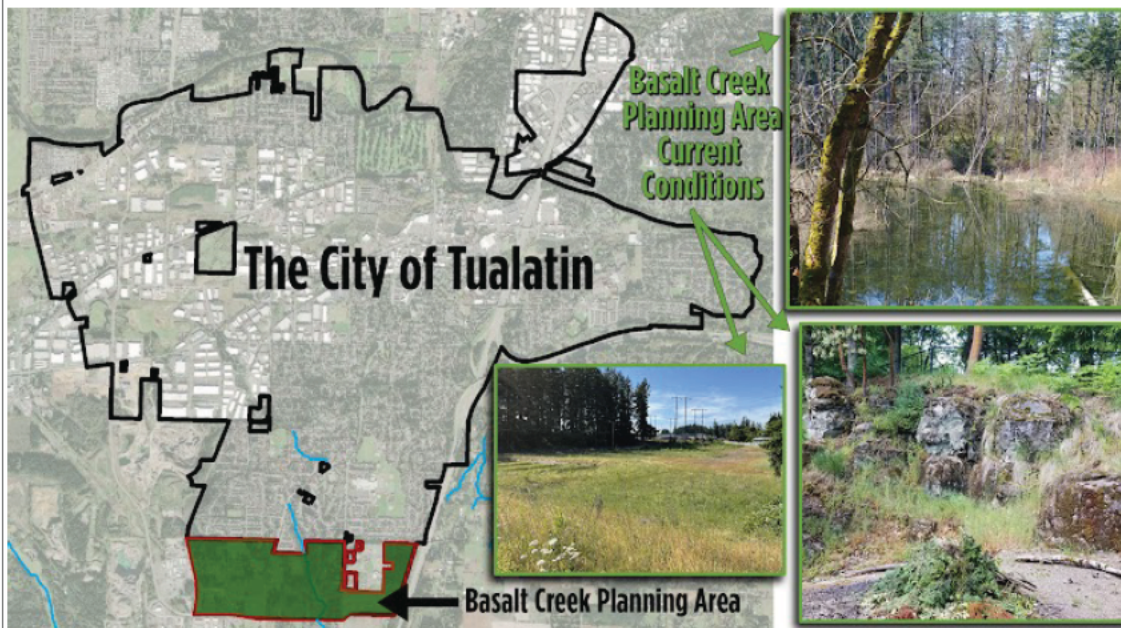 Basalt Creek
Planning Area
Current
Conditions
The City of Tualatin
Basalt Creek Planning Area